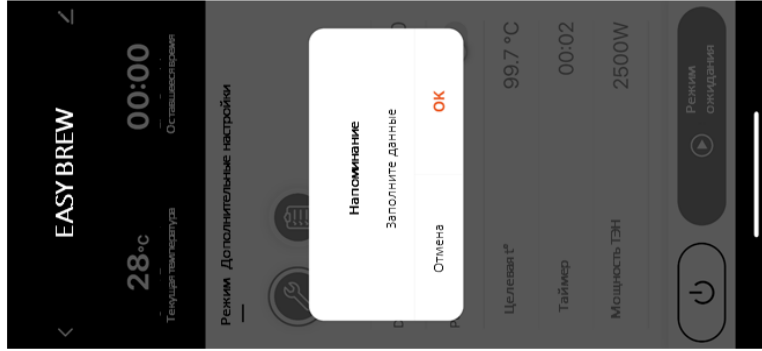 EASY BREW
28°C
00:00
Текущая температура
Оставшееся время
Режим
Дополнительные настройки
Напоминание
Заполните данные
Отмена
OK
Целевая t°
99.7 °C
Таймер
00:02
Мощность ТЭН
2500W
Режим
ожидания